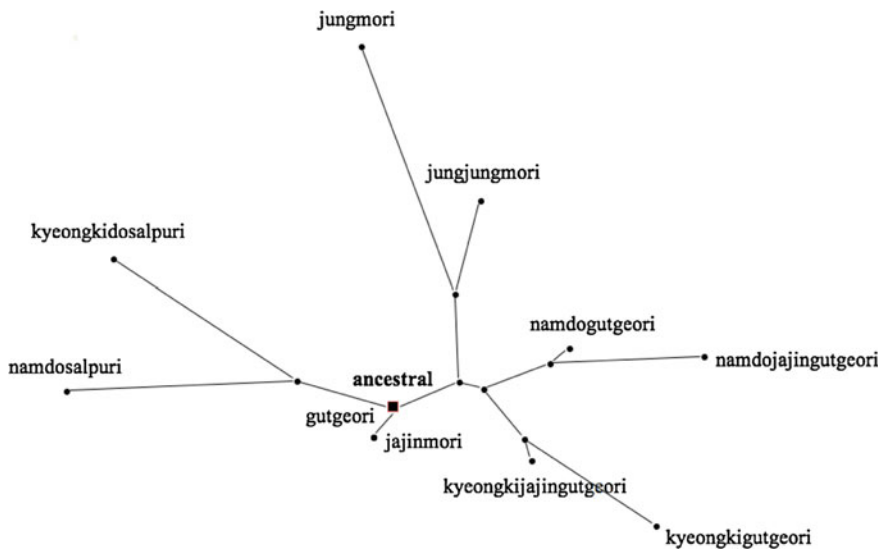 jungmori
jungjungmori
kyeongkidosalpuri
namdogutgeori
namdojajingutgeori
namdosalpuri
ancestral
gutgeori
jajinmori
kyeongkijajingutgeori
kyeongkigutgeori